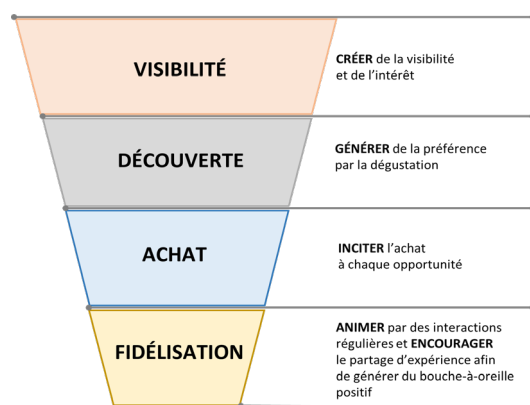 VISIBILITÉ
CRÉER de la visibilité
et de l'intérêt
DÉCOUVERTE
GÉNÉRER de la préférence
par la dégustation
ACHAT
INCITER l'achat
à chaque opportunité
FIDÉLISATION
ANIMER par des interactions
régulières et ENCOURAGER
le partage d'expérience afin
de générer du bouche-à-oreille
positif